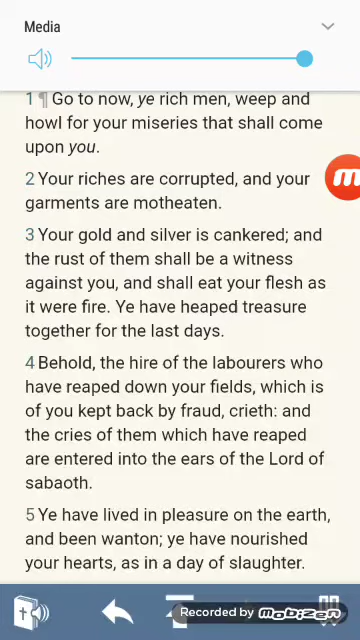 Media
1 ¶ Go to now, ye rich men, weep and
howl for your miseries that shall come
upon you.
2 Your riches are corrupted, and your
garments are motheaten.
3 Your gold and silver is cankered; and
the rust of them shall be a witness
against you, and shall eat your flesh as
it were fire. Ye have heaped treasure
together for the last days.
4 Behold, the hire of the labourers who
have reaped down your fields, which is
of you kept back by fraud, crieth: and
the cries of them which have reaped
are entered into the ears of the Lord of
sabaoth.
5 Ye have lived in pleasure on the earth,
and been wanton; ye have nourished
your hearts, as in a day of slaughter.
Recorded by mobizen